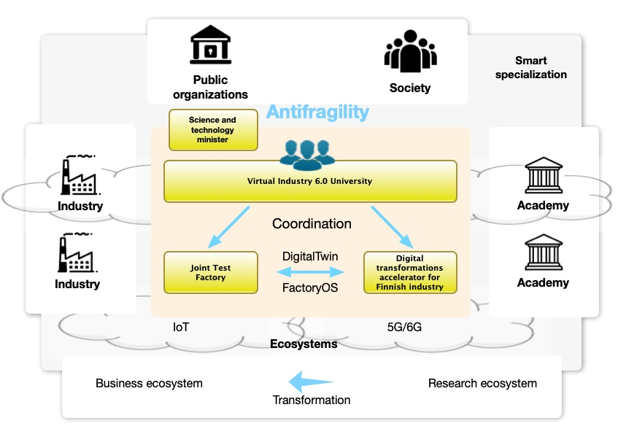 Public
organizations
Society
Smart
specialization
Antifragility
Science and
technology
minister
Virtual Industry 6.0 University
Industry
Academy
Coordination
Joint Test
Factory
DigitalTwin
FactoryOS
Digital
transformations
accelerator for
Finnish industry
Industry
Academy
IoT
5G/6G
Ecosystems
Business ecosystem
Research ecosystem
Transformation